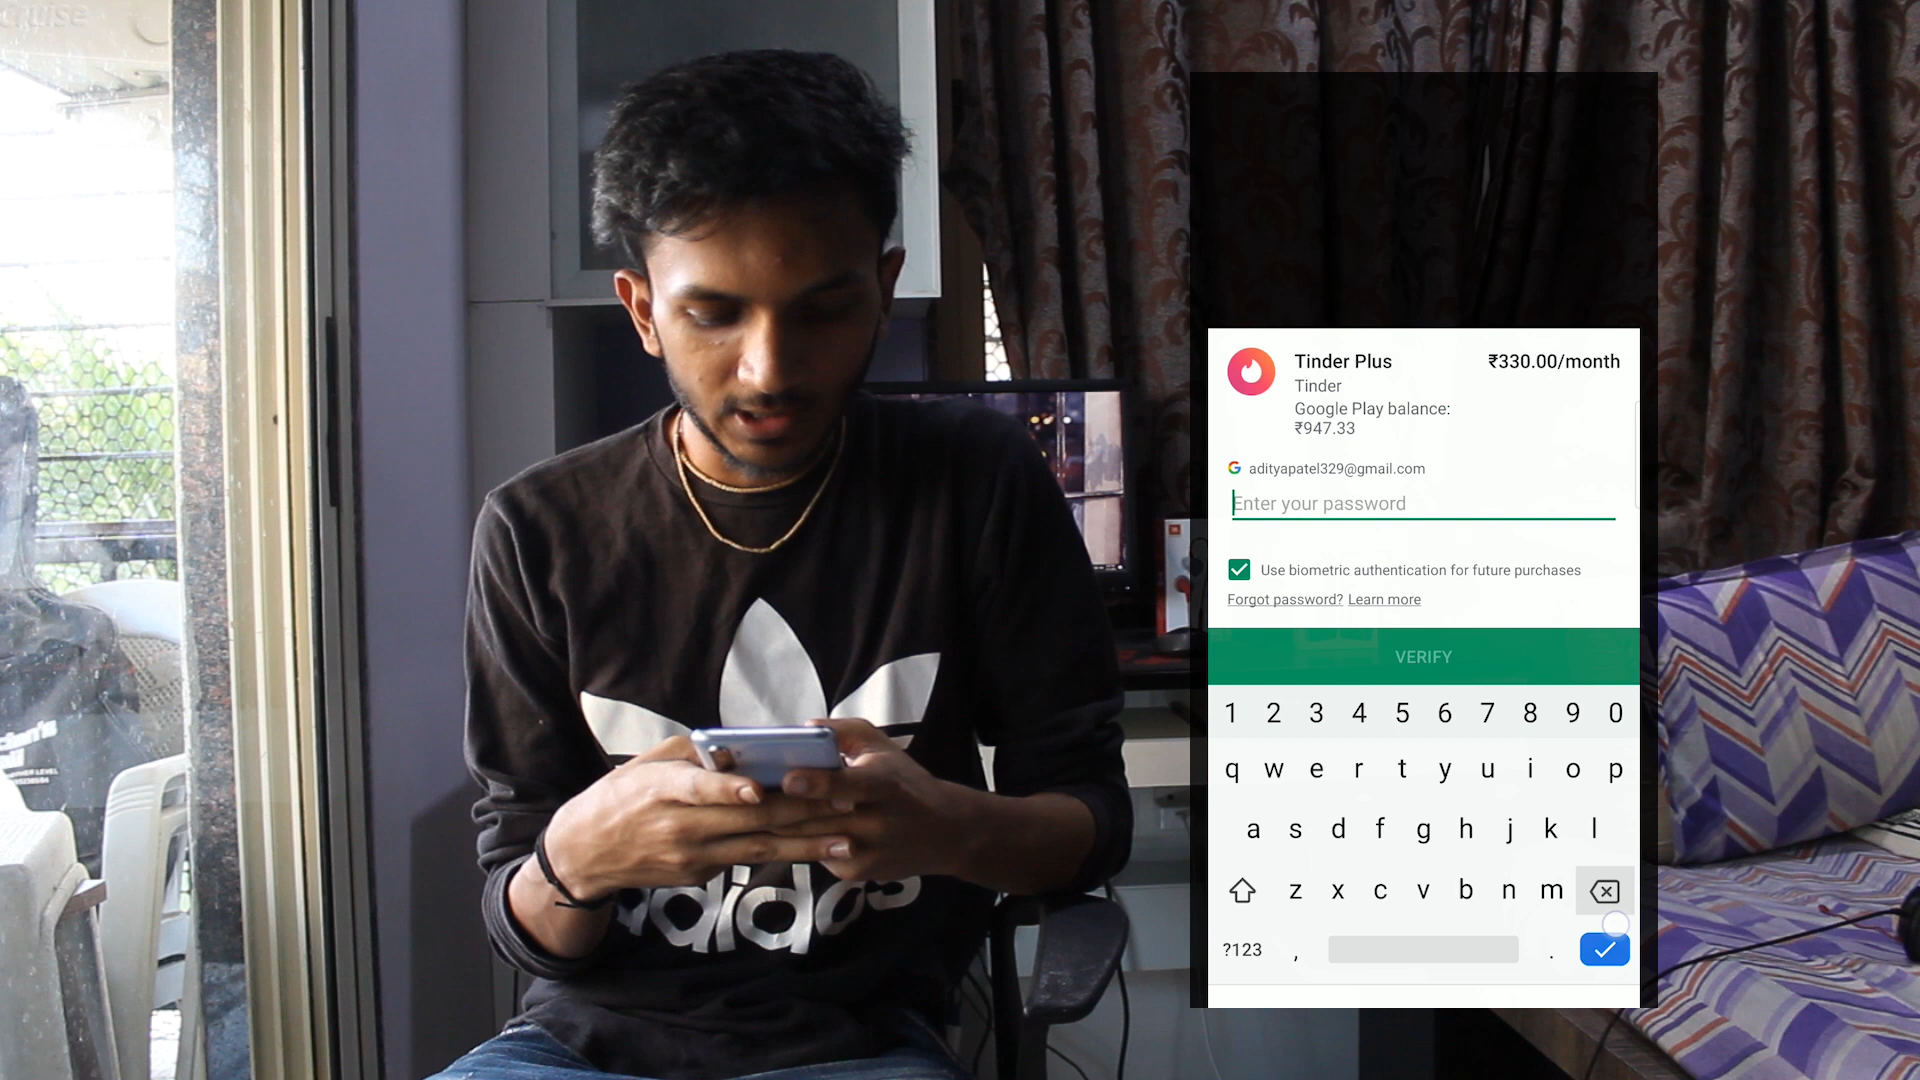 cruise
adidas
JBL
Tinder Plus ₹330.00/month
Tinder
Google Play balance:
₹947.33
G adityapatel329@gmail.com
Enter your password
Use biometric authentication for future purchases
Forgot password? Learn more
VERIFY
1 2 3 4 5 6 7 8 9 0
q w e r t y u i o p
a s d f g h j k l
z x c v b n m
?123 , .